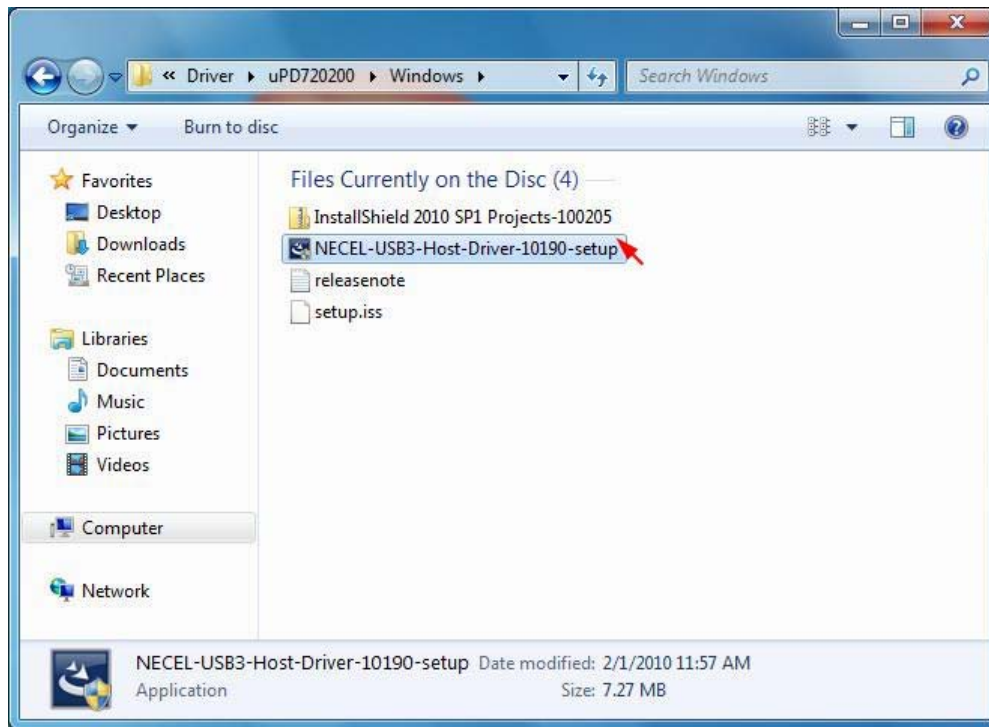 « Driver ▸ uPD720200 ▸ Windows ▸ Search Windows
Organize Burn to disc
Favorites
Desktop
Downloads
Recent Places
Libraries
Documents
Music
Pictures
Videos
Computer
Network
Files Currently on the Disc (4)
InstallShield 2010 SP1 Projects-100205
NECEL-USB3-Host-Driver-10190-setup
releasenote
setup.iss
NECEL-USB3-Host-Driver-10190-setup Date modified: 2/1/2010 11:57 AM
Application Size: 7.27 MB